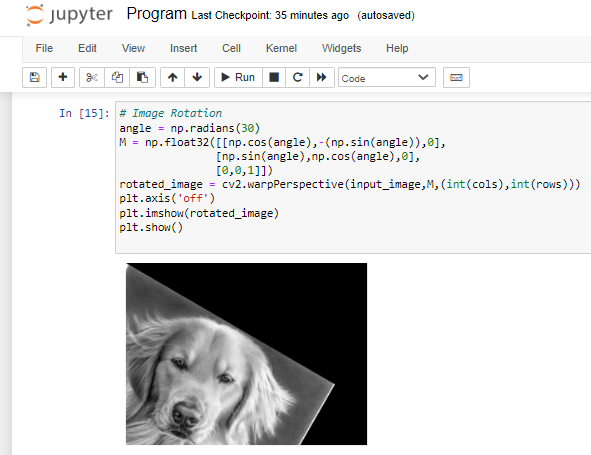 jupyter Program Last Checkpoint: 35 minutes ago (autosaved)
File Edit View Insert Cell Kernel Widgets Help
Run Code
In [15]: # Image Rotation
angle = np.radians(30)
M = np.float32([[np.cos(angle),-(np.sin(angle)),0],
[np.sin(angle),np.cos(angle),0],
[0,0,1]])
rotated_image = cv2.warpPerspective(input_image,M,(int(cols),int(rows)))
plt.axis('off')
plt.imshow(rotated_image)
plt.show()